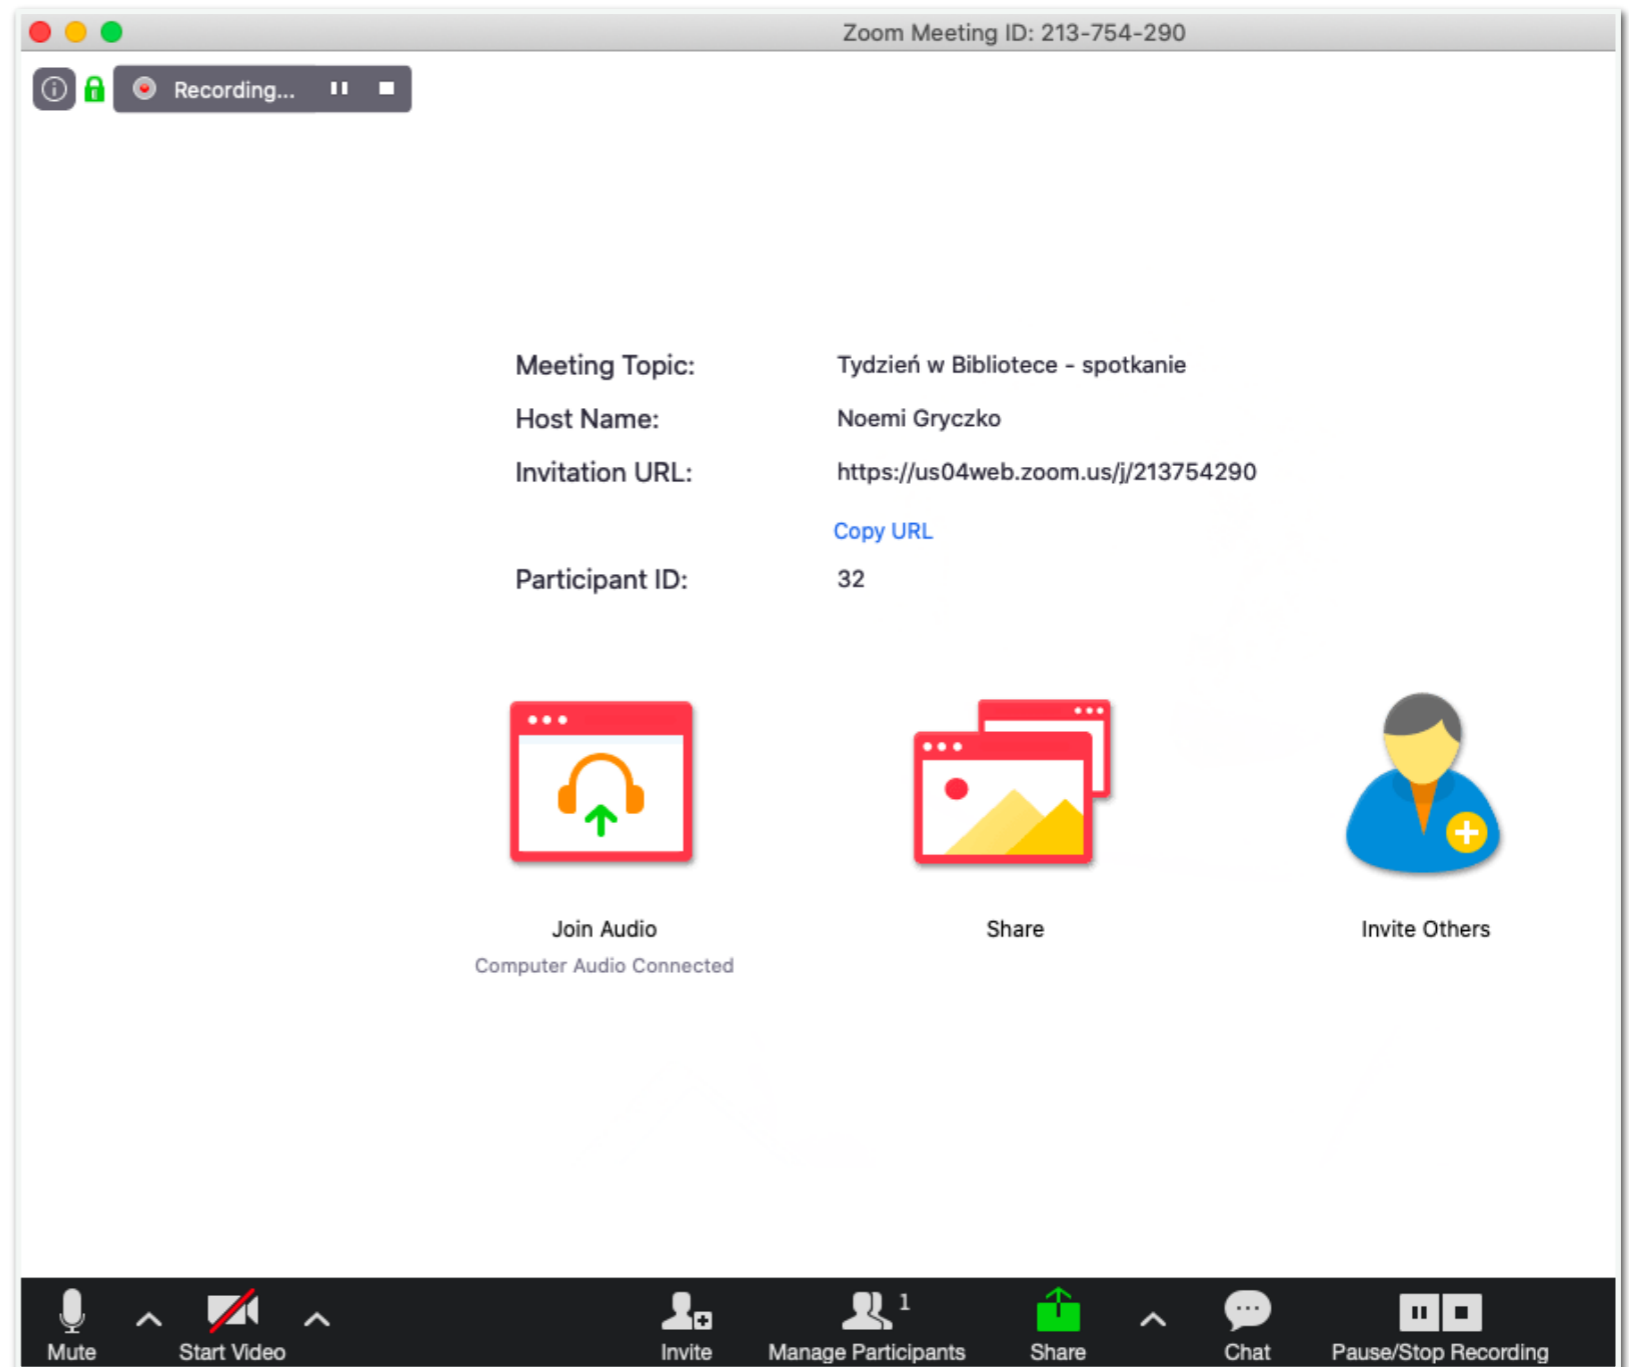 Zoom Meeting ID: 213-754-290
Recording...
Meeting Topic: Tydzień w Bibliotece - spotkanie
Host Name: Noemi Gryczko
Invitation URL: https://us04web.zoom.us/j/213754290
Copy URL
Participant ID: 32
Join Audio Share Invite Others
Computer Audio Connected
1
Mute Start Video Invite Manage Participants Share Chat Pause/Stop Recording